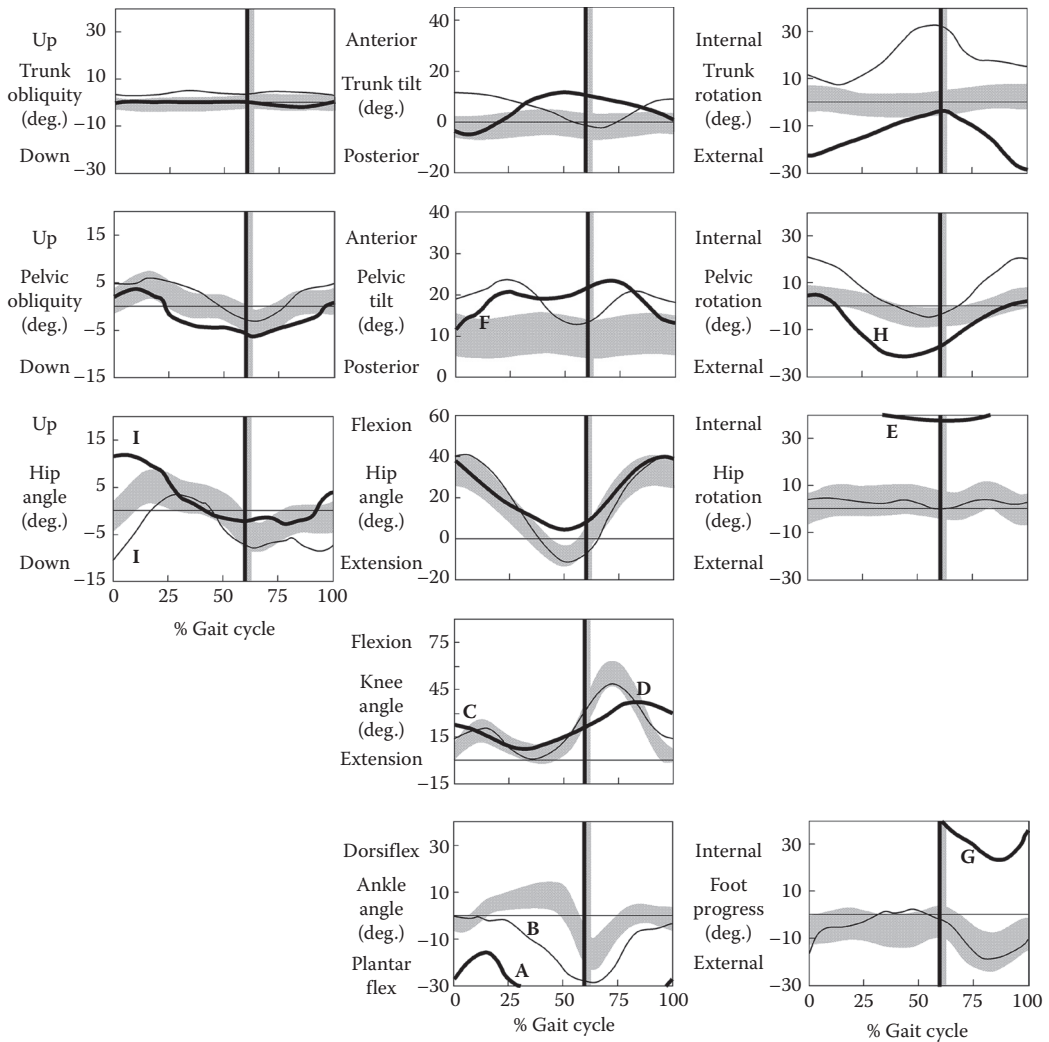 Up
Trunk
obliquity
(deg.)
Down
30
10
−10
−30
Anterior
Trunk tilt
(deg.)
Posterior
40
20
0
−20
Internal
Trunk
rotation
(deg.)
External
30
10
−10
−30
Up
Pelvic
obliquity
(deg.)
Down
15
5
−5
−15
Anterior
Pelvic
tilt
(deg.)
Posterior
40
30
20
10
0
F
Internal
Pelvic
rotation
(deg.)
External
30
10
−10
−30
H
Up
Hip
angle
(deg.)
Down
15
5
−5
−15
I
I
0 25 50 75 100
% Gait cycle
Flexion
Hip
angle
(deg.)
Extension
60
40
20
0
−20
Internal
Hip
rotation
(deg.)
External
30
10
−10
−30
E
Flexion
Knee
angle
(deg.)
Extension
75
45
15
−15
C
D
Dorsiflex
Ankle
angle
(deg.)
Plantar
flex
30
10
−10
−30
B
A
0 25 50 75 100
% Gait cycle
Internal
Foot
progress
(deg.)
External
30
10
−10
−30
G
0 25 50 75 100
% Gait cycle